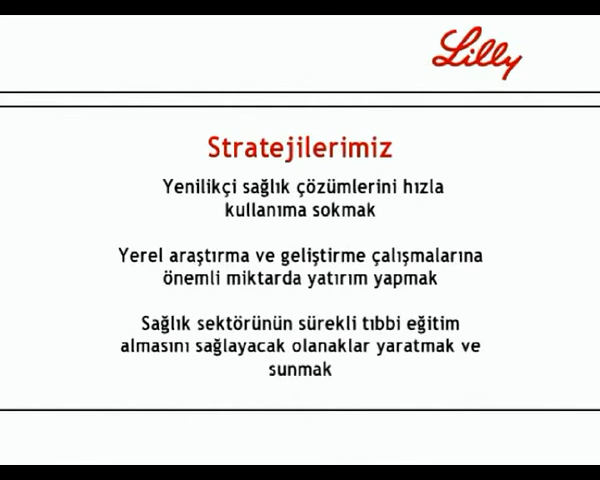 Lilly
Stratejilerimiz
Yenilikçi sağlık çözümlerini hızla
kullanıma sokmak
Yerel araştırma ve geliştirme çalışmalarına
önemli miktarda yatırım yapmak
Sağlık sektörünün sürekli tıbbi eğitim
almasını sağlayacak olanaklar yaratmak ve
sunmak